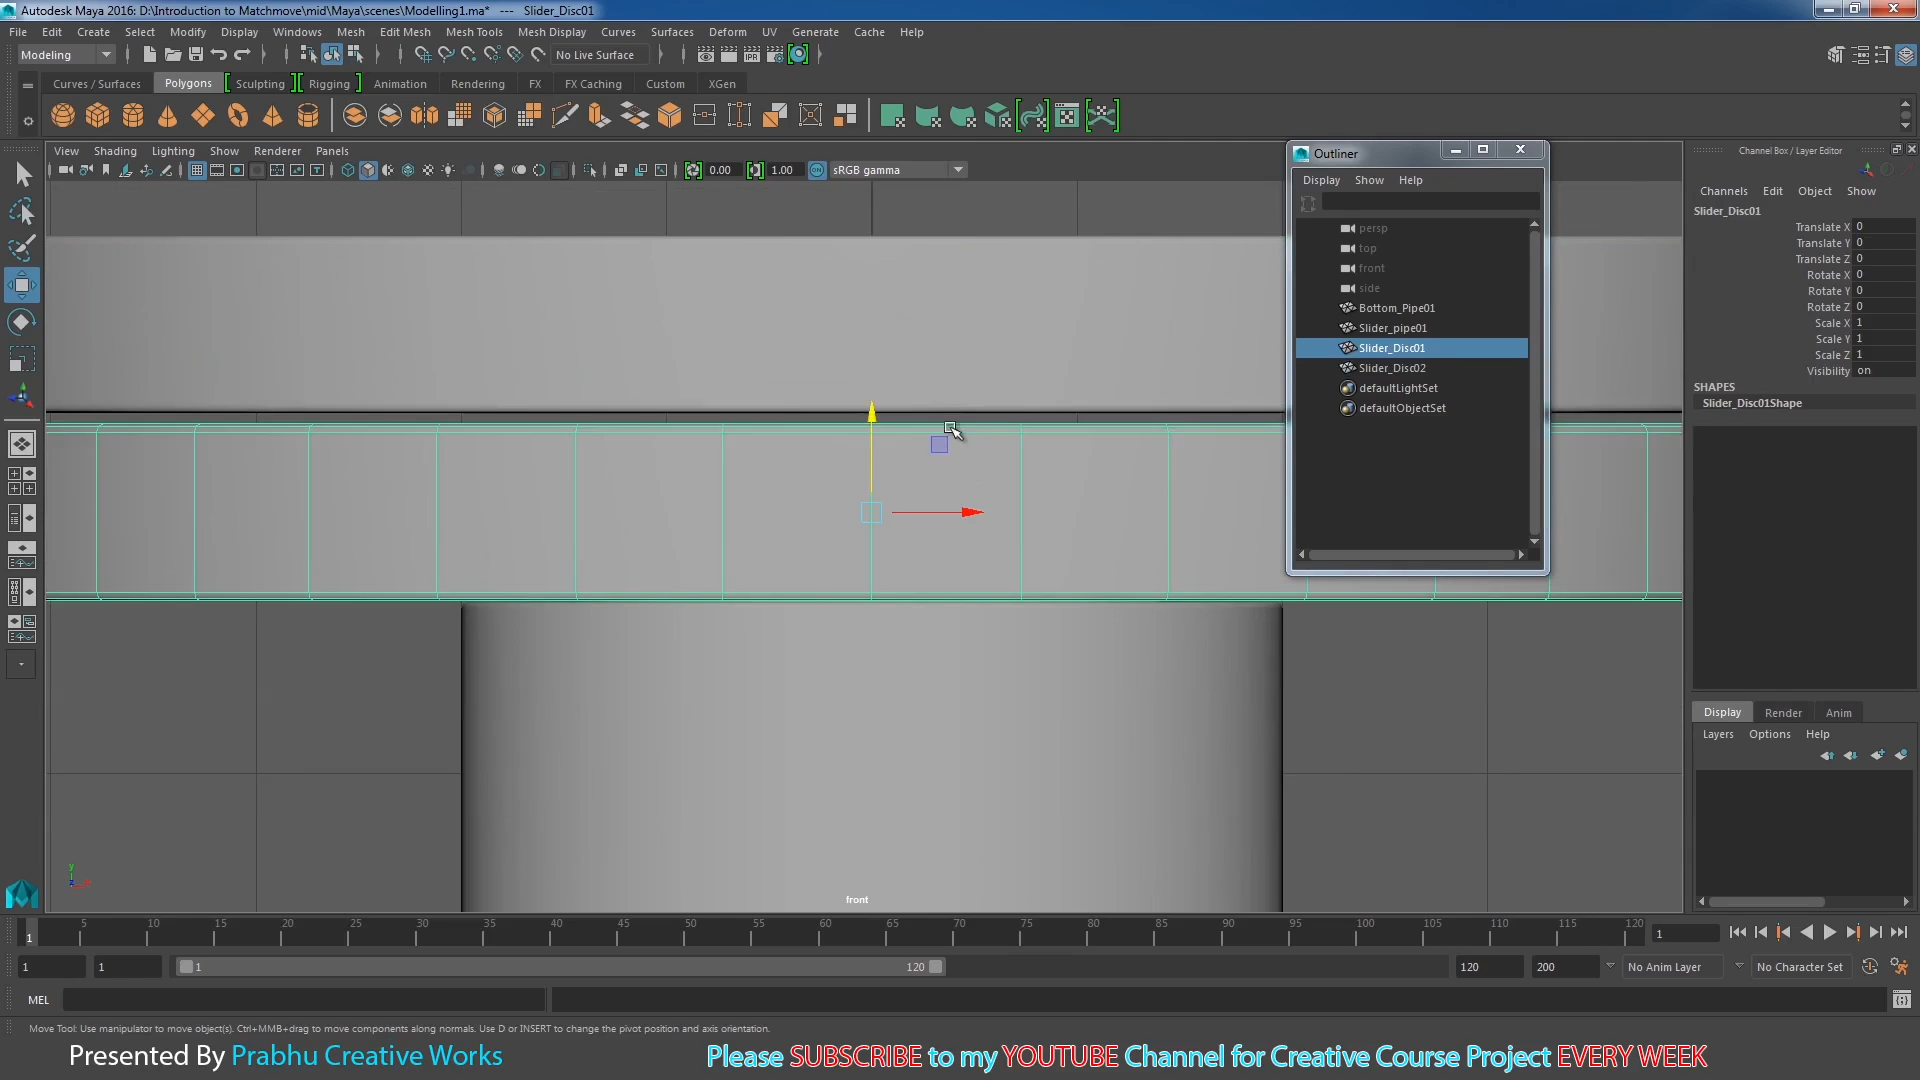 Autodesk Maya 2016: D:\Introduction to Matchmove\mid\Maya\scenes\Modelling1.ma*   ---   Slider_Disc01
File Edit Create Select Modify Display Windows Mesh Edit Mesh Mesh Tools Mesh Display Curves Surfaces Deform UV Generate Cache Help
Modeling No Live Surface IPR
Curves / Surfaces Polygons Sculpting Rigging Animation Rendering FX FX Caching Custom XGen
View Shading Lighting Show Renderer Panels
0.00 1.00 sRGB gamma
Outliner
Display Show Help
persp
top
front
side
Bottom_Pipe01
Slider_pipe01
Slider_Disc01
Slider_Disc02
defaultLightSet
defaultObjectSet
Channel Box / Layer Editor
Channels Edit Object Show
Slider_Disc01
Translate X 0
Translate Y 0
Translate Z 0
Rotate X 0
Rotate Y 0
Rotate Z 0
Scale X 1
Scale Y 1
Scale Z 1
Visibility on
SHAPES
Slider_Disc01Shape
Display Render Anim
Layers Options Help
y
front
5 10 15 20 25 30 35 40 45 50 55 60 65 70 75 80 85 90 95 100 105 110 115 120
1 1
1 1 1 120 120 200 No Anim Layer No Character Set
MEL
Move Tool: Use manipulator to move object(s). Ctrl+MMB+drag to move components along normals. Use D or INSERT to change the pivot position and axis orientation.
Presented By Prabhu Creative Works
Please SUBSCRIBE to my YOUTUBE Channel for Creative Course Project EVERY WEEK